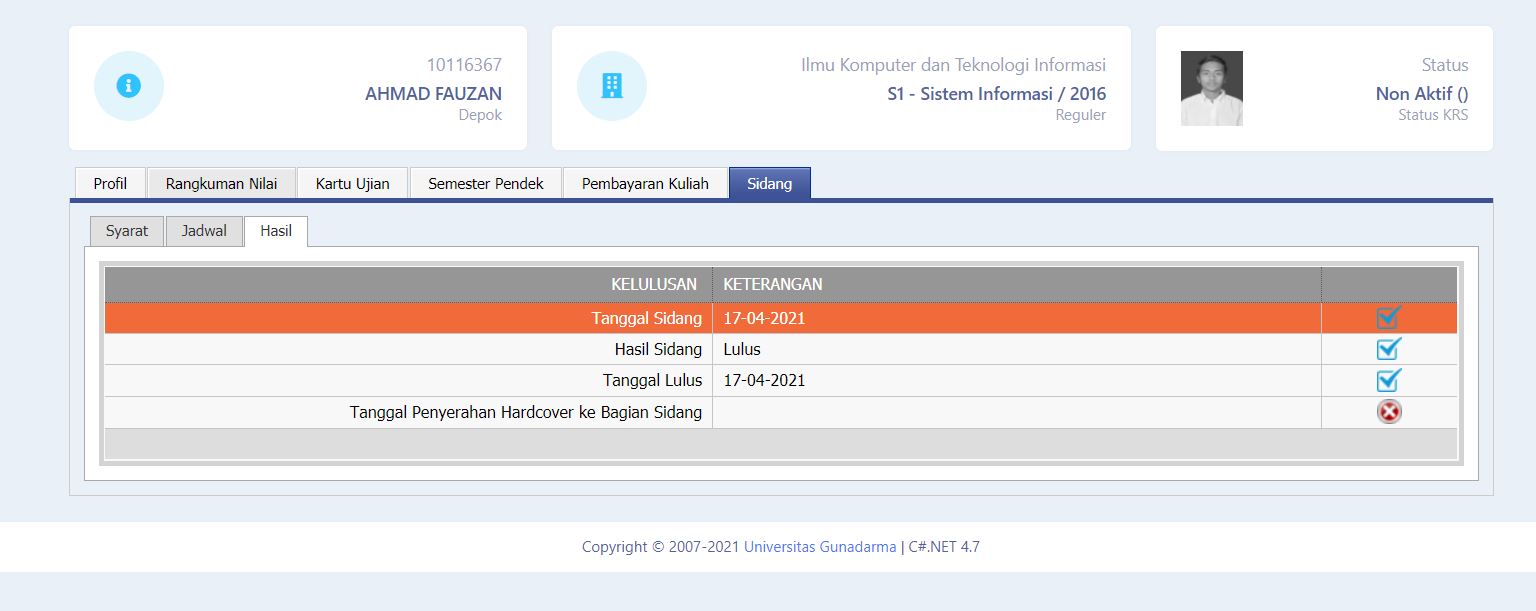 10116367
AHMAD FAUZAN
Depok
Ilmu Komputer dan Teknologi Informasi
S1 - Sistem Informasi / 2016
Reguler
Status
Non Aktif ()
Status KRS
Profil Rangkuman Nilai Kartu Ujian Semester Pendek Pembayaran Kuliah Sidang
Syarat Jadwal Hasil
KELULUSAN KETERANGAN
Tanggal Sidang 17-04-2021
Hasil Sidang Lulus
Tanggal Lulus 17-04-2021
Tanggal Penyerahan Hardcover ke Bagian Sidang
Copyright © 2007-2021 Universitas Gunadarma | C#.NET 4.7